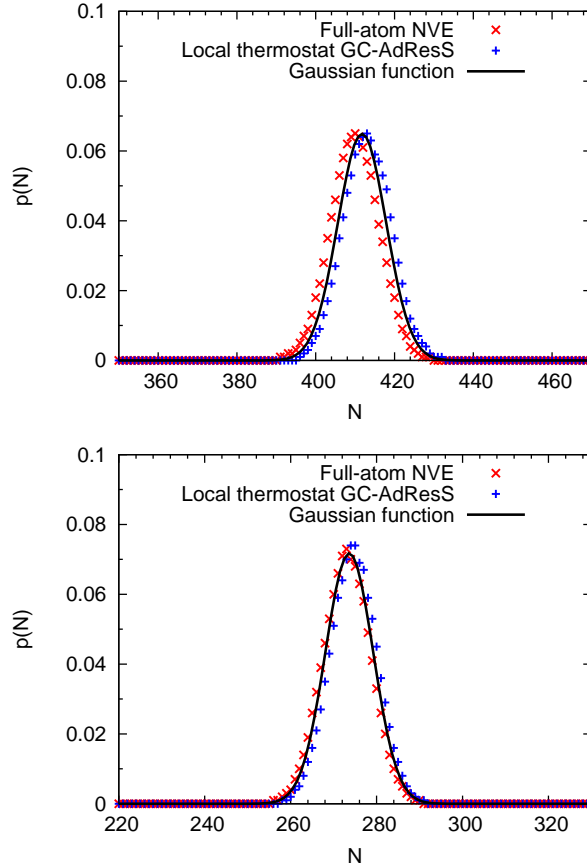 0.1
0.08
0.06
0.04
0.02
0
p(N)
Full-atom NVE
Local thermostat GC-AdResS
Gaussian function
360 380 400 420 440 460
N
0.1
0.08
0.06
0.04
0.02
0
p(N)
Full-atom NVE
Local thermostat GC-AdResS
Gaussian function
220 240 260 280 300 320
N